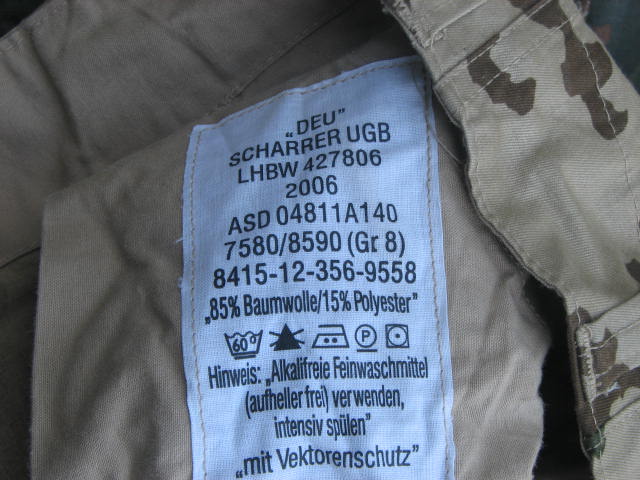 „DEU”
SCHARRER UGB
LHBW 427806
2006
ASD 04811A140
7580/8590 (Gr 8)
8415-12-356-9558
„85% Baumwolle/15% Polyester”
60° P
Hinweis: „Alkalifreie Feinwaschmittel
(aufheller frei) verwenden,
intensiv spülen”
„mit Vektorenschutz”